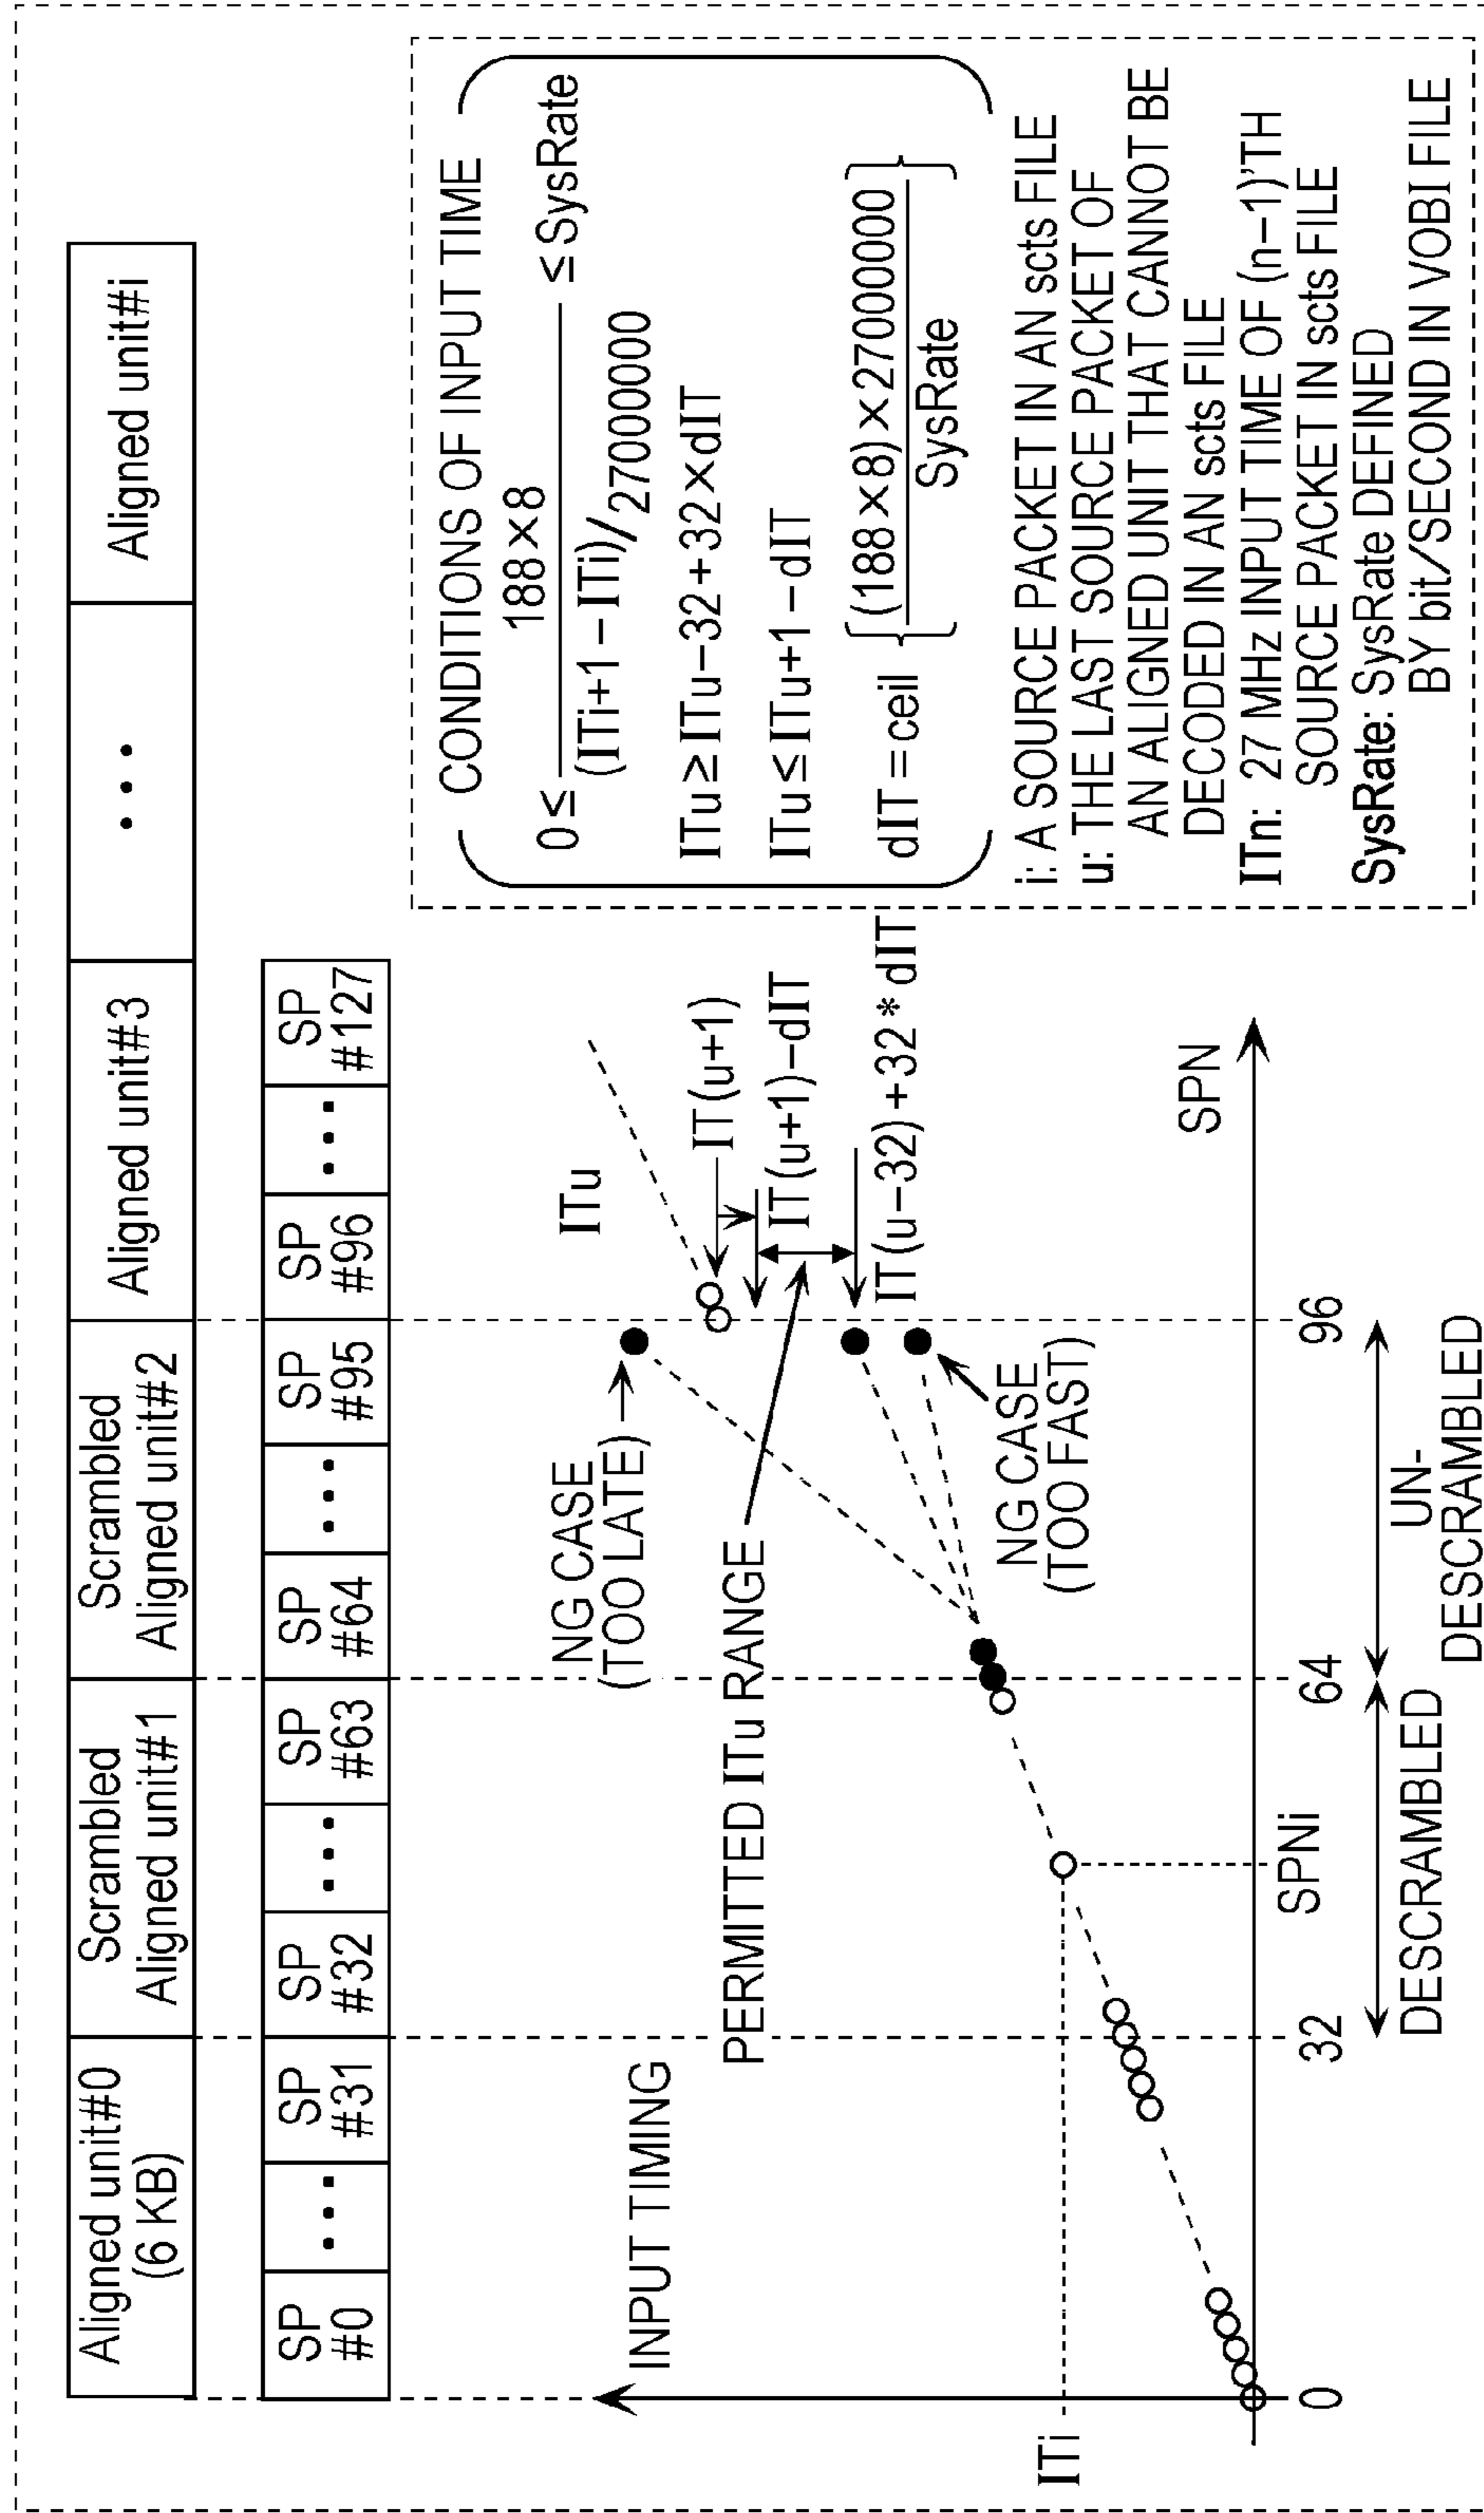 Aligned unit#0
(6 KB)
Scrambled
Aligned unit#1
Scrambled
Aligned unit#2
Aligned unit#3
•••
Aligned unit#i
SP
#0
•••
SP
#31
SP
#32
•••
SP
#63
SP
#64
•••
SP
#95
SP
#96
•••
SP
#127
INPUT TIMING
ITi
NG CASE
(TOO LATE)
PERMITTED ITu RANGE
NG CASE
(TOO FAST)
ITu
IT(u+1)
IT(u+1)−dIT
IT(u−32)+32*dIT
SPN
0
32
SPNi
64
96
DESCRAMBLED
UN-
DESCRAMBLED
CONDITIONS OF INPUT TIME
188×8
0≤ ≤SysRate
(ITi+1−ITi)/27000000
ITu≥ITu−32+32×dIT
ITu≤ITu+1−dIT
dIT=ceil{(188×8)×27000000}
SysRate
i: A SOURCE PACKET IN AN scts FILE
u: THE LAST SOURCE PACKET OF
AN ALIGNED UNIT THAT CANNOT BE
DECODED IN AN scts FILE
ITn: 27 MHz INPUT TIME OF (n−1)'TH
SOURCE PACKET IN scts FILE
SysRate: SysRate DEFINED
BY bit/SECOND IN VOBI FILE